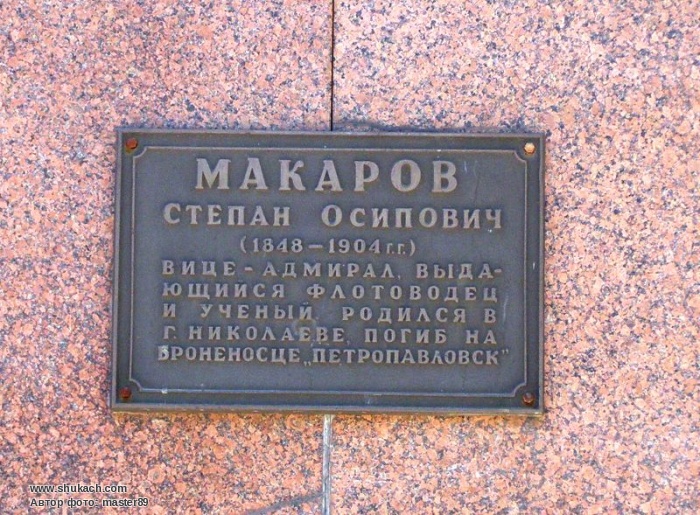 МАКАРОВ
СТЕПАН ОСИПОВИЧ
(1848–1904 г.г.)
ВИЦЕ-АДМИРАЛ, ВЫДА-
ЮЩИЙСЯ ФЛОТОВОДЕЦ
И УЧЕНЫЙ. РОДИЛСЯ В
Г. НИКОЛАЕВЕ, ПОГИБ НА
БРОНЕНОСЦЕ „ПЕТРОПАВЛОВСК"
www.shukach.com
Автор фото: master89